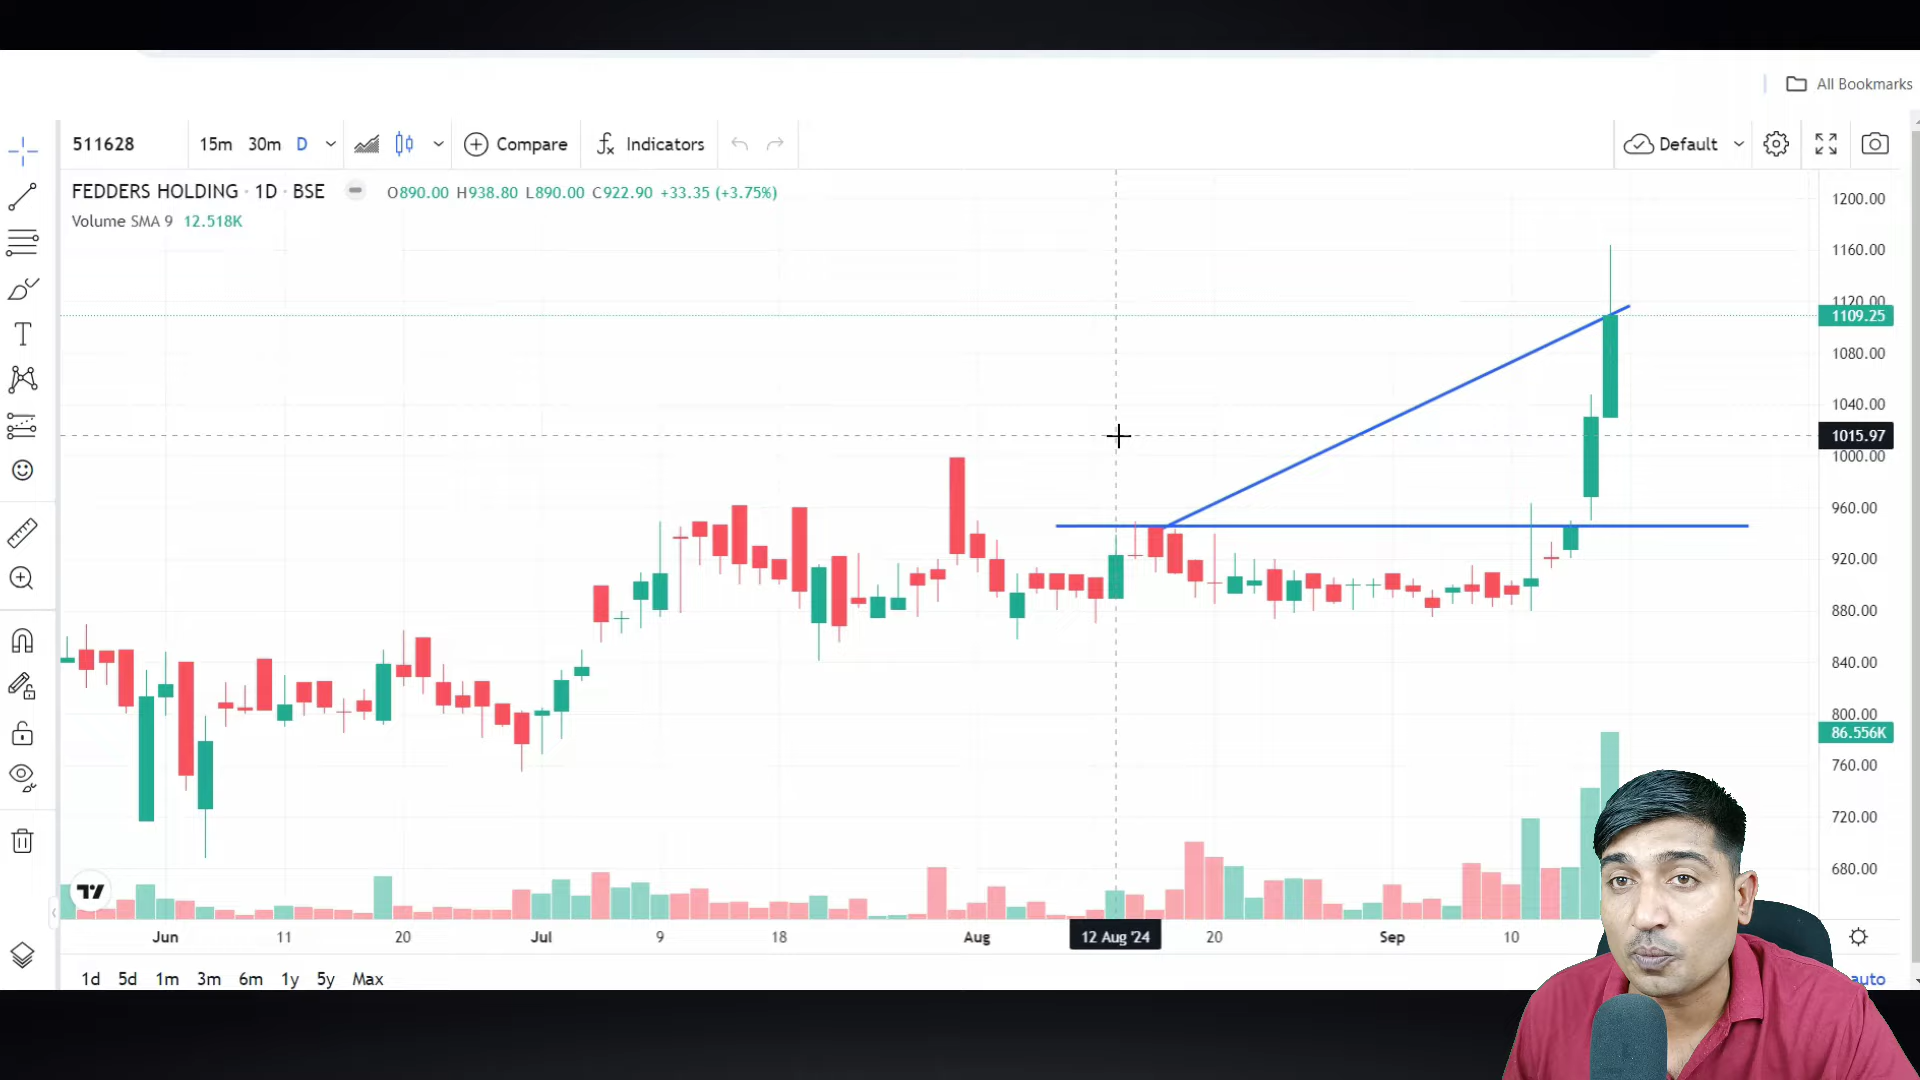 All Bookmarks
511628 15m 30m D Compare Indicators Default
FEDDERS HOLDING · 1D · BSE O890.00 H938.80 L890.00 C922.90 +33.35 (+3.75%)
Volume SMA 9 12.518K
1200.00
1160.00
1120.00
1109.25
1080.00
1040.00
1015.97
1000.00
960.00
920.00
880.00
840.00
800.00
86.556K
760.00
720.00
680.00
Jun 11 20 Jul 9 18 Aug 12 Aug '24 20 Sep 10
1d 5d 1m 3m 6m 1y 5y Max auto